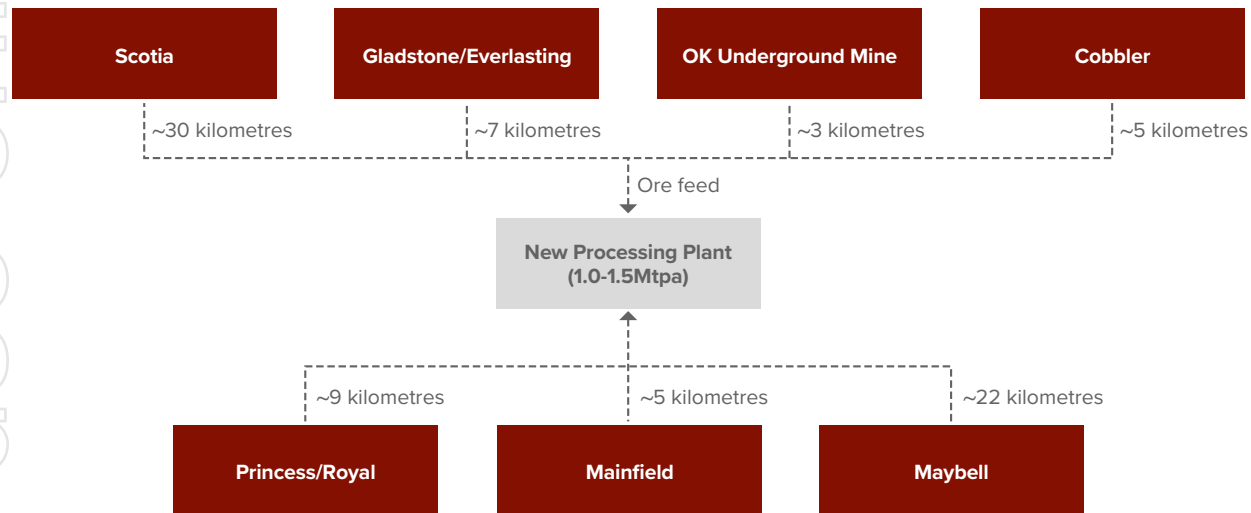 Scotia
Gladstone/Everlasting
OK Underground Mine
Cobbler
~30 kilometres
~7 kilometres
~3 kilometres
~5 kilometres
Ore feed
New Processing Plant
(1.0-1.5Mtpa)
~9 kilometres
~5 kilometres
~22 kilometres
Princess/Royal
Mainfield
Maybell